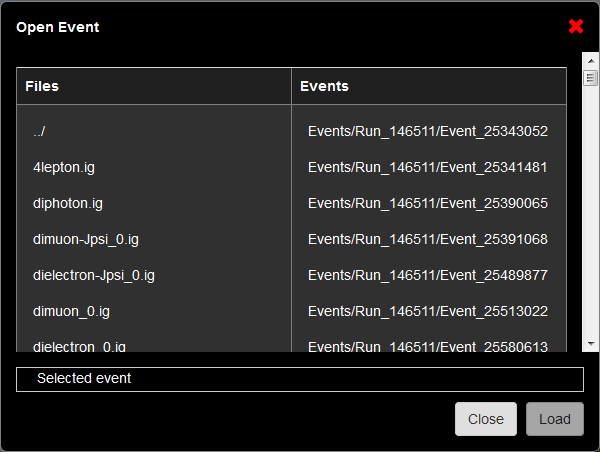 Open Event
Files Events
../ Events/Run_146511/Event_25343052
4lepton.ig Events/Run_146511/Event_25341481
diphoton.ig Events/Run_146511/Event_25390065
dimuon-Jpsi_0.ig Events/Run_146511/Event_25391068
dielectron-Jpsi_0.ig Events/Run_146511/Event_25489877
dimuon_0.ig Events/Run_146511/Event_25513022
dielectron_0.ig Events/Run_146511/Event_25580613
Selected event
Close Load